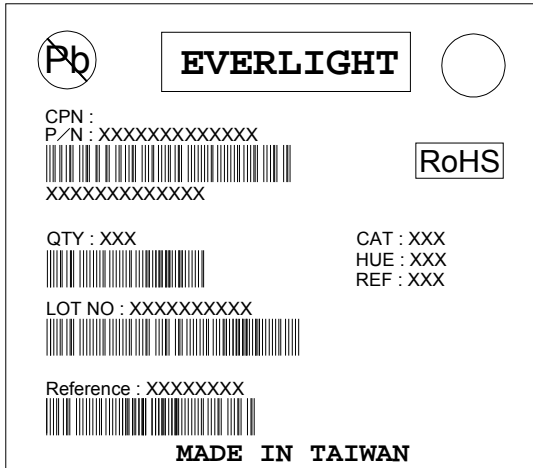 Pb
EVERLIGHT
CPN :
P/N : XXXXXXXXXXXXX
RoHS
XXXXXXXXXXXXX
QTY : XXX
CAT : XXX
HUE : XXX
REF : XXX
LOT NO : XXXXXXXXXX
Reference : XXXXXXXX
MADE IN TAIWAN